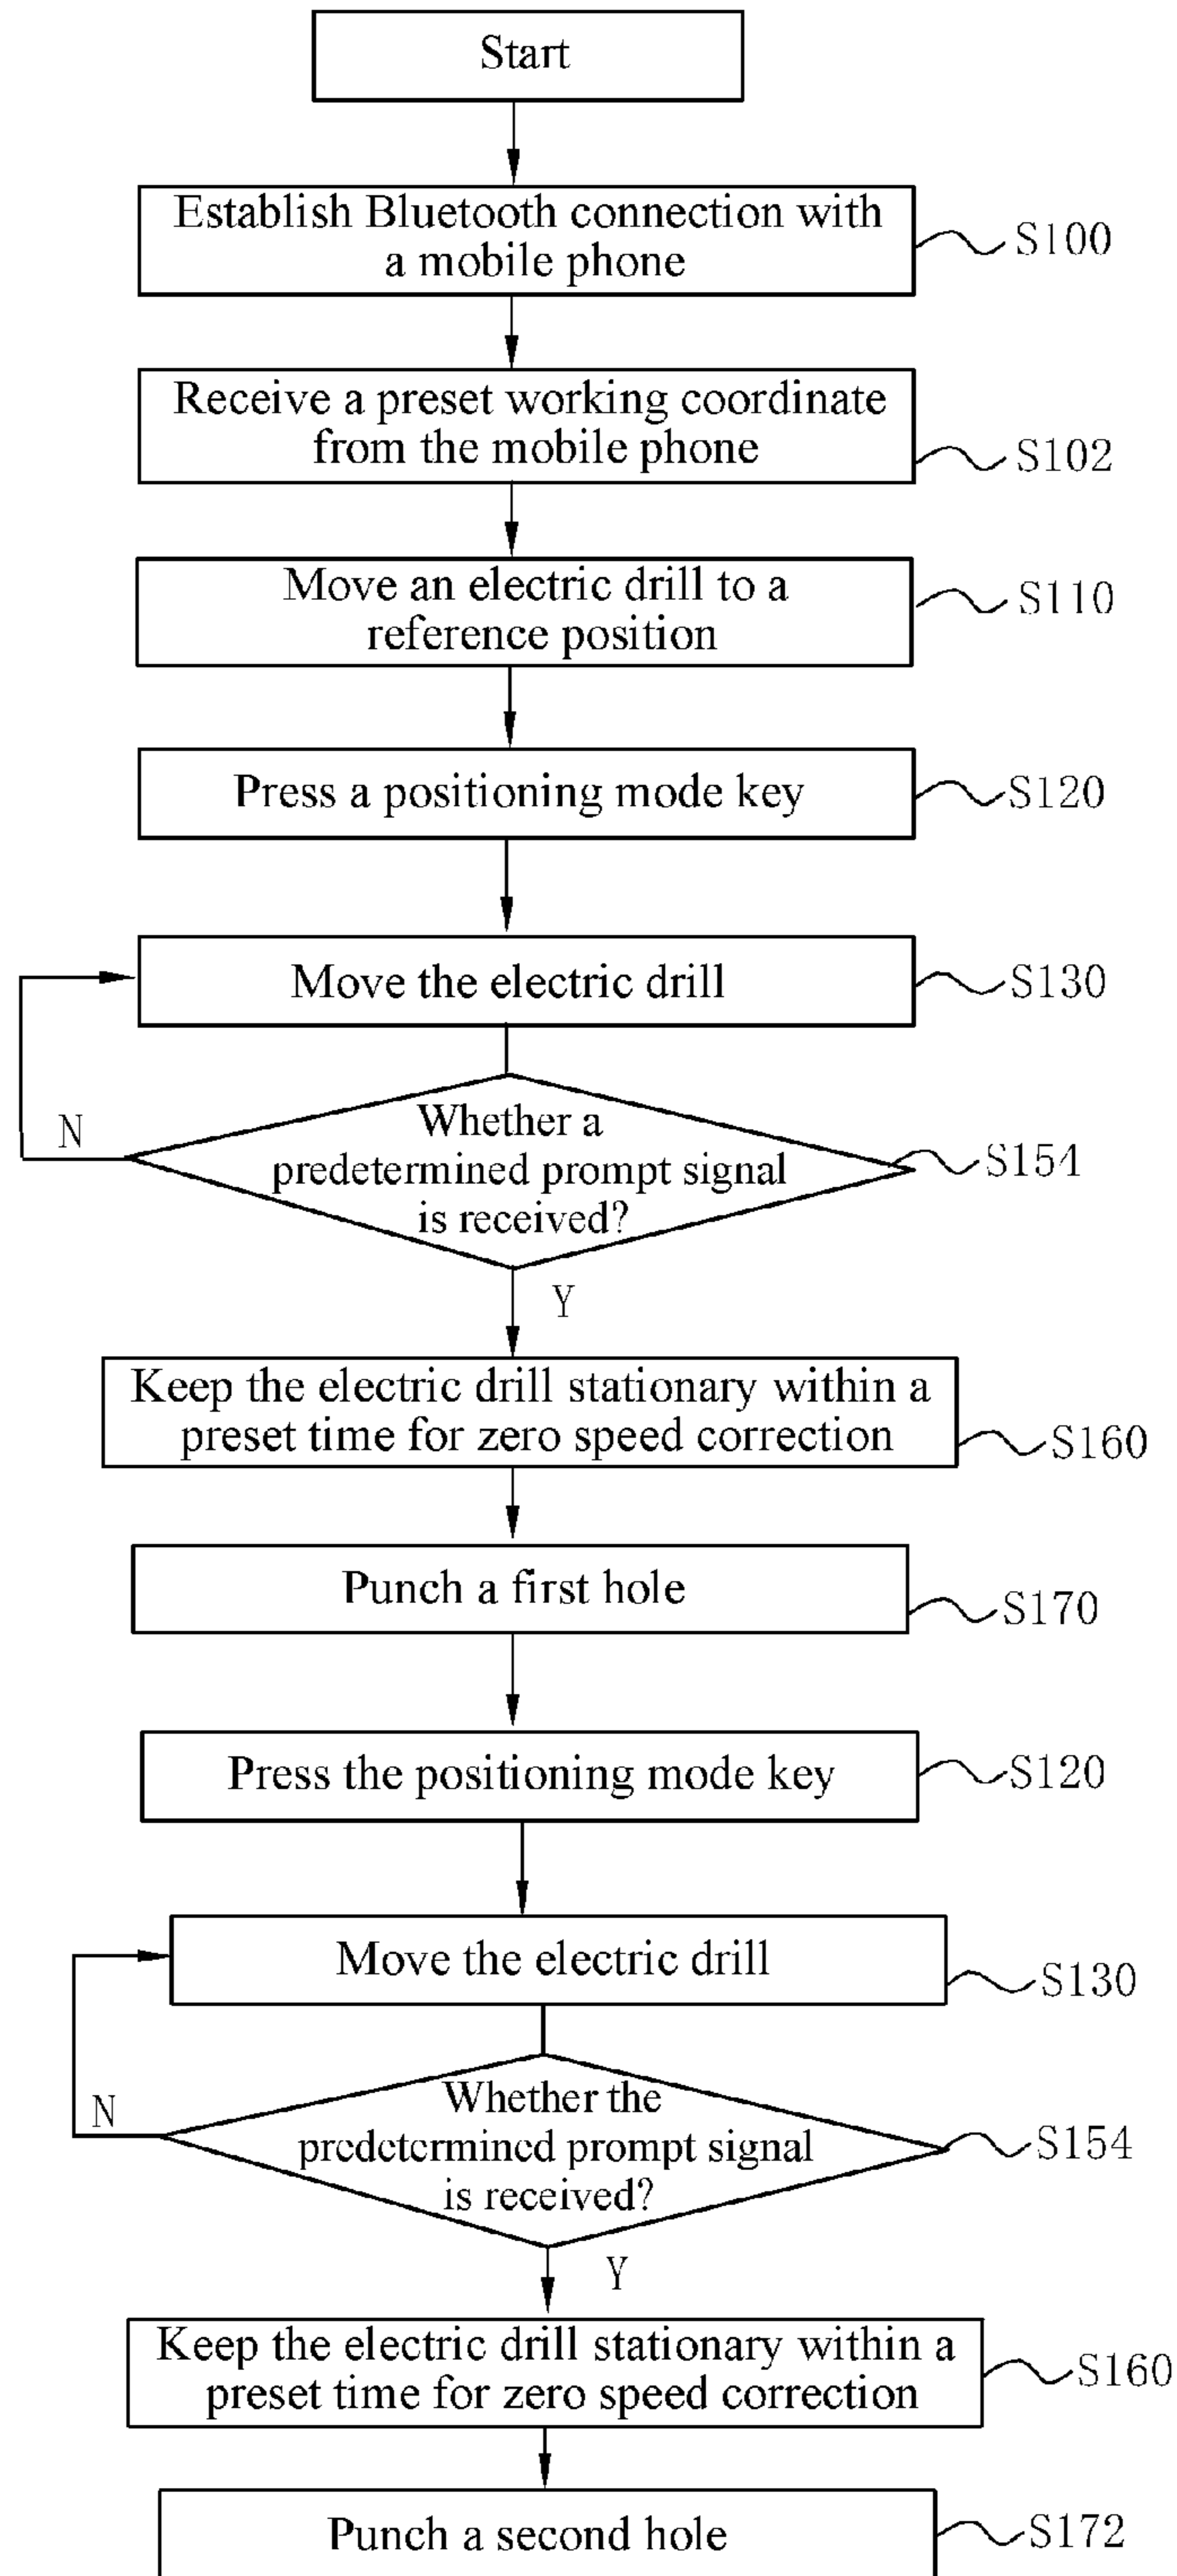 Start
Establish Bluetooth connection with
a mobile phone
S100
Receive a preset working coordinate
from the mobile phone
S102
Move an electric drill to a
reference position
S110
Press a positioning mode key
S120
Move the electric drill
S130
N
Whether a
predetermined prompt signal
is received?
S154
Y
Keep the electric drill stationary within a
preset time for zero speed correction
S160
Punch a first hole
S170
Press the positioning mode key
S120
Move the electric drill
S130
N
Whether the
predetermined prompt signal
is received?
S154
Y
Keep the electric drill stationary within a
preset time for zero speed correction
S160
Punch a second hole
S172